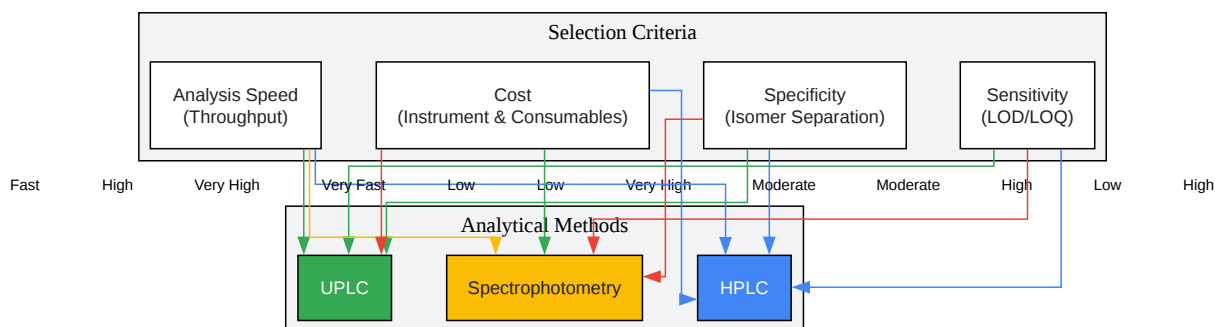 Selection Criteria
Analysis Speed
(Throughput)
Cost
(Instrument & Consumables)
Specificity
(Isomer Separation)
Sensitivity
(LOD/LOQ)
Fast
High
Very High
Very Fast
Low
Low
Very High
Moderate
Moderate
High
Low
High
Analytical Methods
UPLC
Spectrophotometry
HPLC